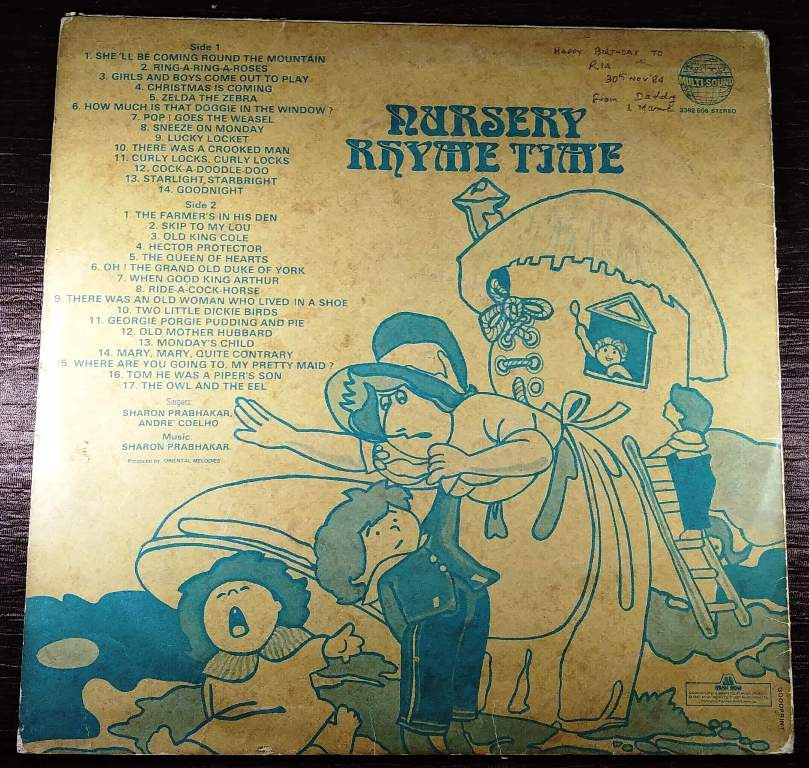 Side 1
1. SHE'LL BE COMING ROUND THE MOUNTAIN
2. RING-A-RING-A-ROSES
3. GIRLS AND BOYS COME OUT TO PLAY
4. CHRISTMAS IS COMING
5. ZELDA THE ZEBRA
6. HOW MUCH IS THAT DOGGIE IN THE WINDOW ?
7. POP ! GOES THE WEASEL
8. SNEEZE ON MONDAY
9. LUCKY LOCKET
10. THERE WAS A CROOKED MAN
11. CURLY LOCKS, CURLY LOCKS
12. COCK-A-DOODLE-DOO
13. STARLIGHT, STARBRIGHT
14. GOODNIGHT
Side 2
1. THE FARMER'S IN HIS DEN
2. SKIP TO MY LOU
3. OLD KING COLE
4. HECTOR PROTECTOR
5. THE QUEEN OF HEARTS
6. OH ! THE GRAND OLD DUKE OF YORK
7. WHEN GOOD KING ARTHUR
8. RIDE-A-COCK-HORSE
9. THERE WAS AN OLD WOMAN WHO LIVED IN A SHOE
10. TWO LITTLE DICKIE BIRDS
11. GEORGIE PORGIE PUDDING AND PIE
12. OLD MOTHER HUBBARD
13. MONDAY'S CHILD
14. MARY, MARY, QUITE CONTRARY
15. WHERE ARE YOU GOING TO, MY PRETTY MAID ?
16. TOM HE WAS A PIPER'S SON
17. THE OWL AND THE EEL
Singers:
SHARON PRABHAKAR,
ANDRE' COELHO
Music
SHARON PRABHAKAR
Produced by ORIENTAL MELODIES
HAPPY BIRTHDAY TO
RIA
30th NOV '84
from Daddy
& Mama
MULTI-SOUND
2392 556 STEREO
NURSERY
RHYME TIME